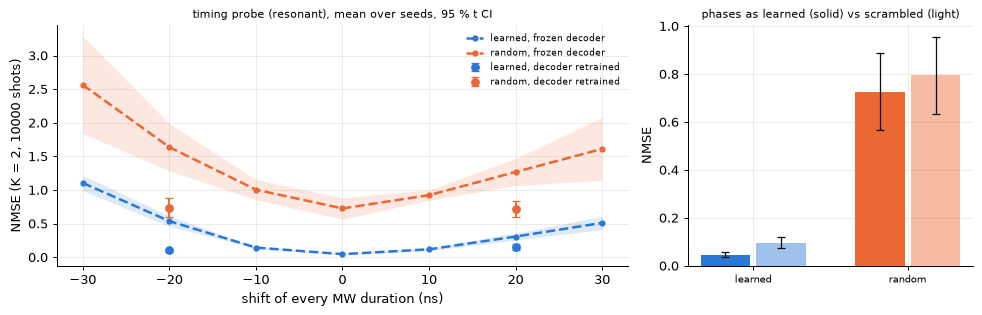 timing probe (resonant), mean over seeds, 95 % t CI
NMSE (K = 2, 10000 shots)
3.0
2.5
2.0
1.5
1.0
0.5
0.0
learned, frozen decoder
random, frozen decoder
learned, decoder retrained
random, decoder retrained
−30
−20
−10
0
10
20
30
shift of every MW duration (ns)
phases as learned (solid) vs scrambled (light)
NMSE
1.0
0.8
0.6
0.4
0.2
0.0
learned
random